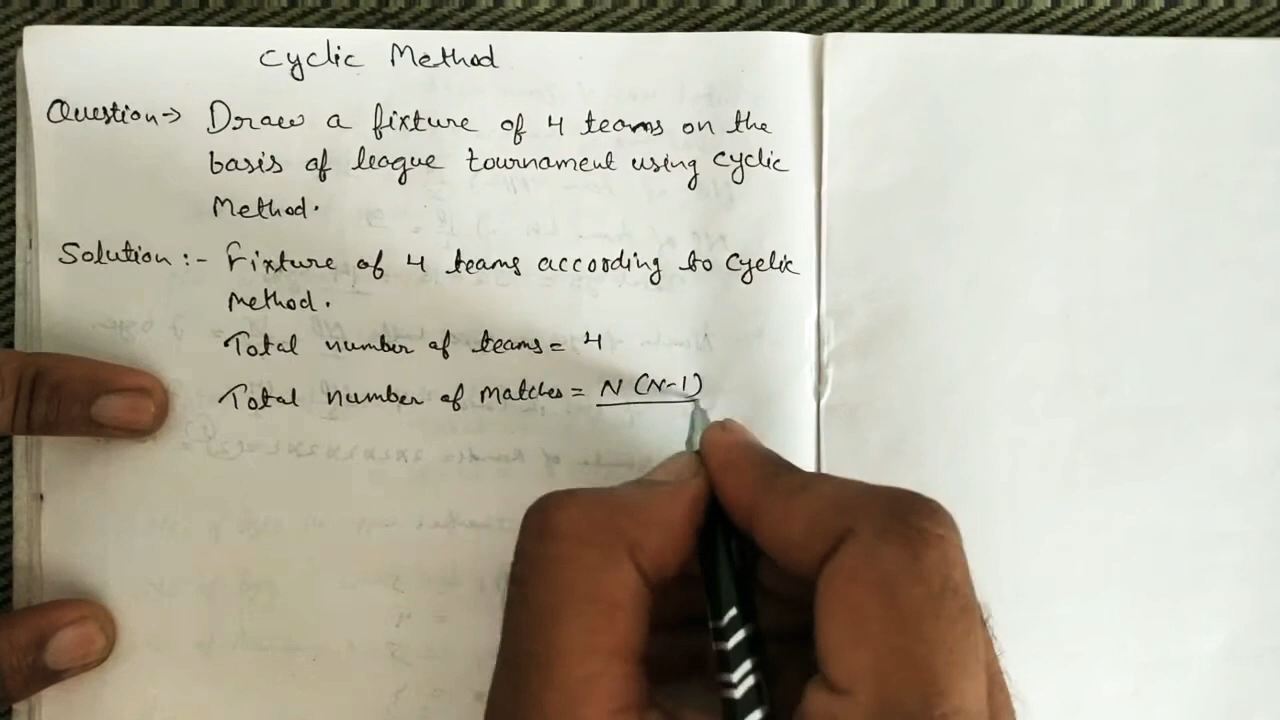 Cyclic Method
Question→ Draw a fixture of 4 teams on the
basis of league tournament using cyclic
Method.
Solution :- Fixture of 4 teams according to cyclic
method.
Total number of teams = 4
Total number of Matches = N (N-1)